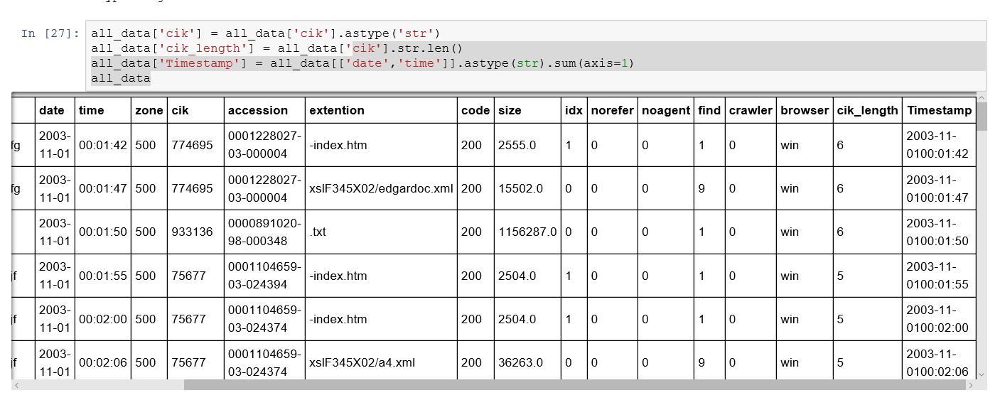 In [27]: all_data['cik'] = all_data['cik'].astype('str')
all_data['cik_length'] = all_data['cik'].str.len()
all_data['Timestamp'] = all_data[['date','time']].astype(str).sum(axis=1)
all_data
date time zone cik accession extention code size idx norefer noagent find crawler browser cik_length Timestamp
fg 2003-11-01 00:01:42 500 774695 0001228027-03-000004 -index.htm 200 2555.0 1 0 0 1 0 win 6 2003-11-0100:01:42
fg 2003-11-01 00:01:47 500 774695 0001228027-03-000004 xslF345X02/edgardoc.xml 200 15502.0 0 0 0 9 0 win 6 2003-11-0100:01:47
2003-11-01 00:01:50 500 933136 0000891020-98-000348 .txt 200 1156287.0 0 0 0 1 0 win 6 2003-11-0100:01:50
jf 2003-11-01 00:01:55 500 75677 0001104659-03-024394 -index.htm 200 2504.0 1 0 0 1 0 win 5 2003-11-0100:01:55
jf 2003-11-01 00:02:00 500 75677 0001104659-03-024374 -index.htm 200 2504.0 1 0 0 1 0 win 5 2003-11-0100:02:00
jf 2003-11-01 00:02:06 500 75677 0001104659-03-024374 xslF345X02/a4.xml 200 36263.0 0 0 0 9 0 win 5 2003-11-0100:02:06